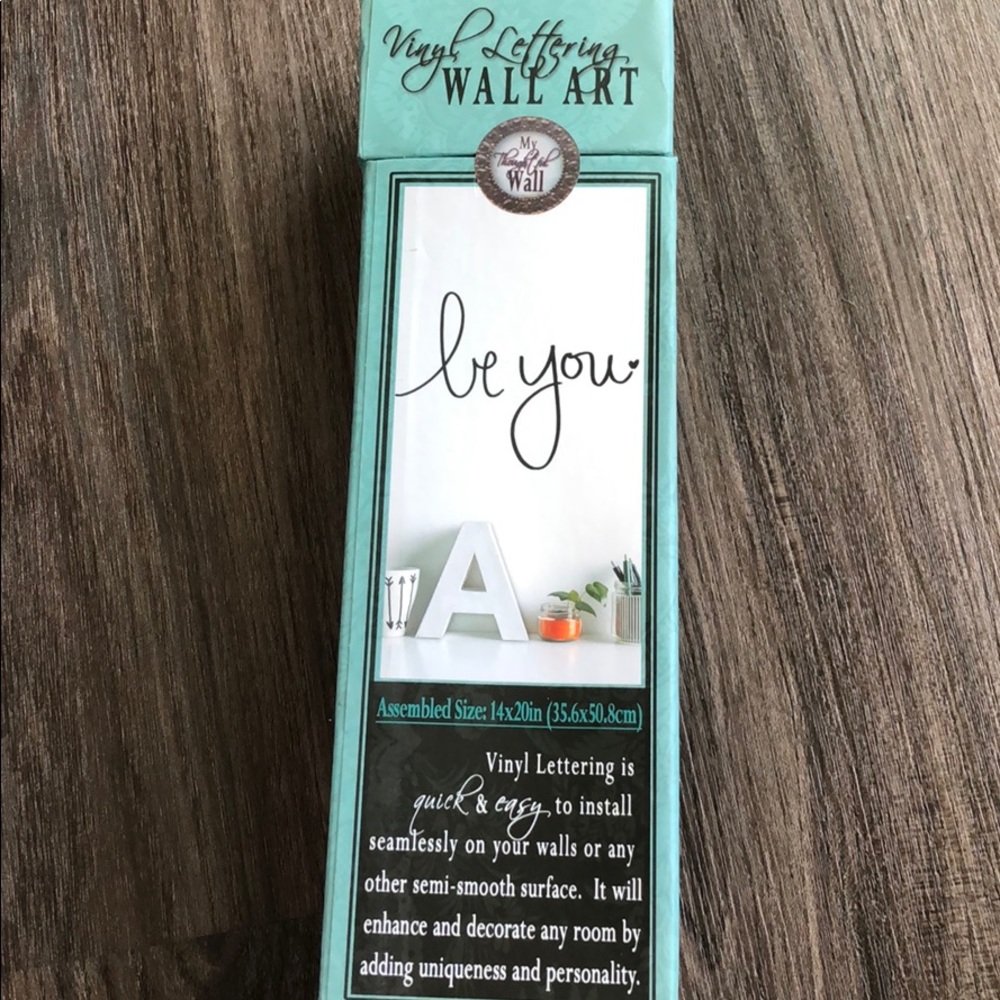 Vinyl Lettering
WALL ART
My
Thoughtful
Wall
be you
A
Assembled Size: 14x20in (35.6x50.8cm)
Vinyl Lettering is
quick & easy to install
seamlessly on your walls or any
other semi-smooth surface. It will
enhance and decorate any room by
adding uniqueness and personality.